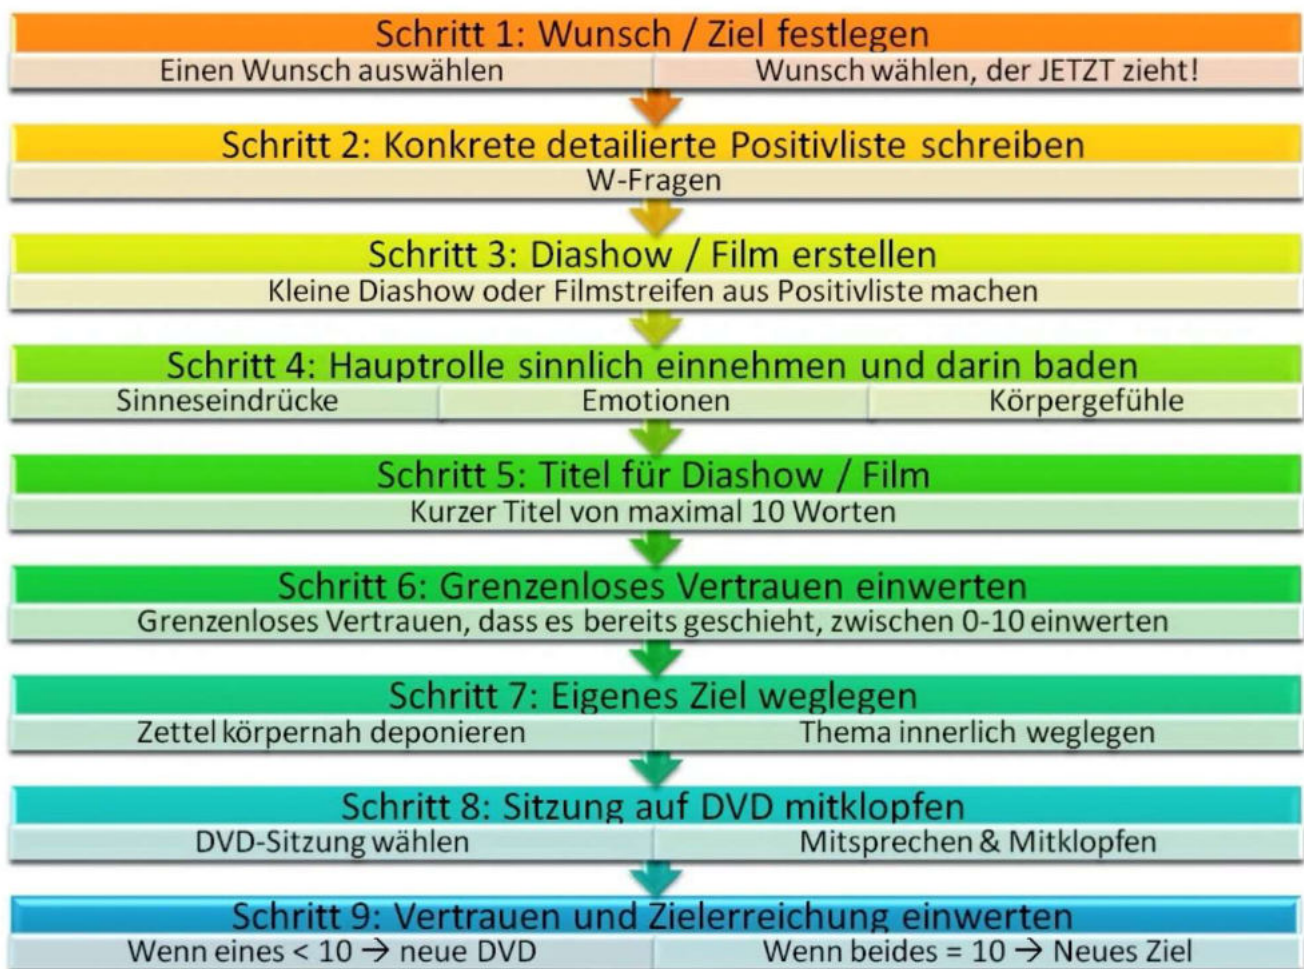 Schritt 1: Wunsch / Ziel festlegen
Einen Wunsch auswählen
Wunsch wählen, der JETZT zieht!
Schritt 2: Konkrete detailierte Positivliste schreiben
W-Fragen
Schritt 3: Diashow / Film erstellen
Kleine Diashow oder Filmstreifen aus Positivliste machen
Schritt 4: Hauptrolle sinnlich einnehmen und darin baden
Sinneseindrücke
Emotionen
Körpergefühle
Schritt 5: Titel für Diashow / Film
Kurzer Titel von maximal 10 Worten
Schritt 6: Grenzenloses Vertrauen einwerten
Grenzenloses Vertrauen, dass es bereits geschieht, zwischen 0-10 einwerten
Schritt 7: Eigenes Ziel weglegen
Zettel körpernah deponieren
Thema innerlich weglegen
Schritt 8: Sitzung auf DVD mitklopfen
DVD-Sitzung wählen
Mitsprechen & Mitklopfen
Schritt 9: Vertrauen und Zielerreichung einwerten
Wenn eines < 10 → neue DVD
Wenn beides = 10 → Neues Ziel